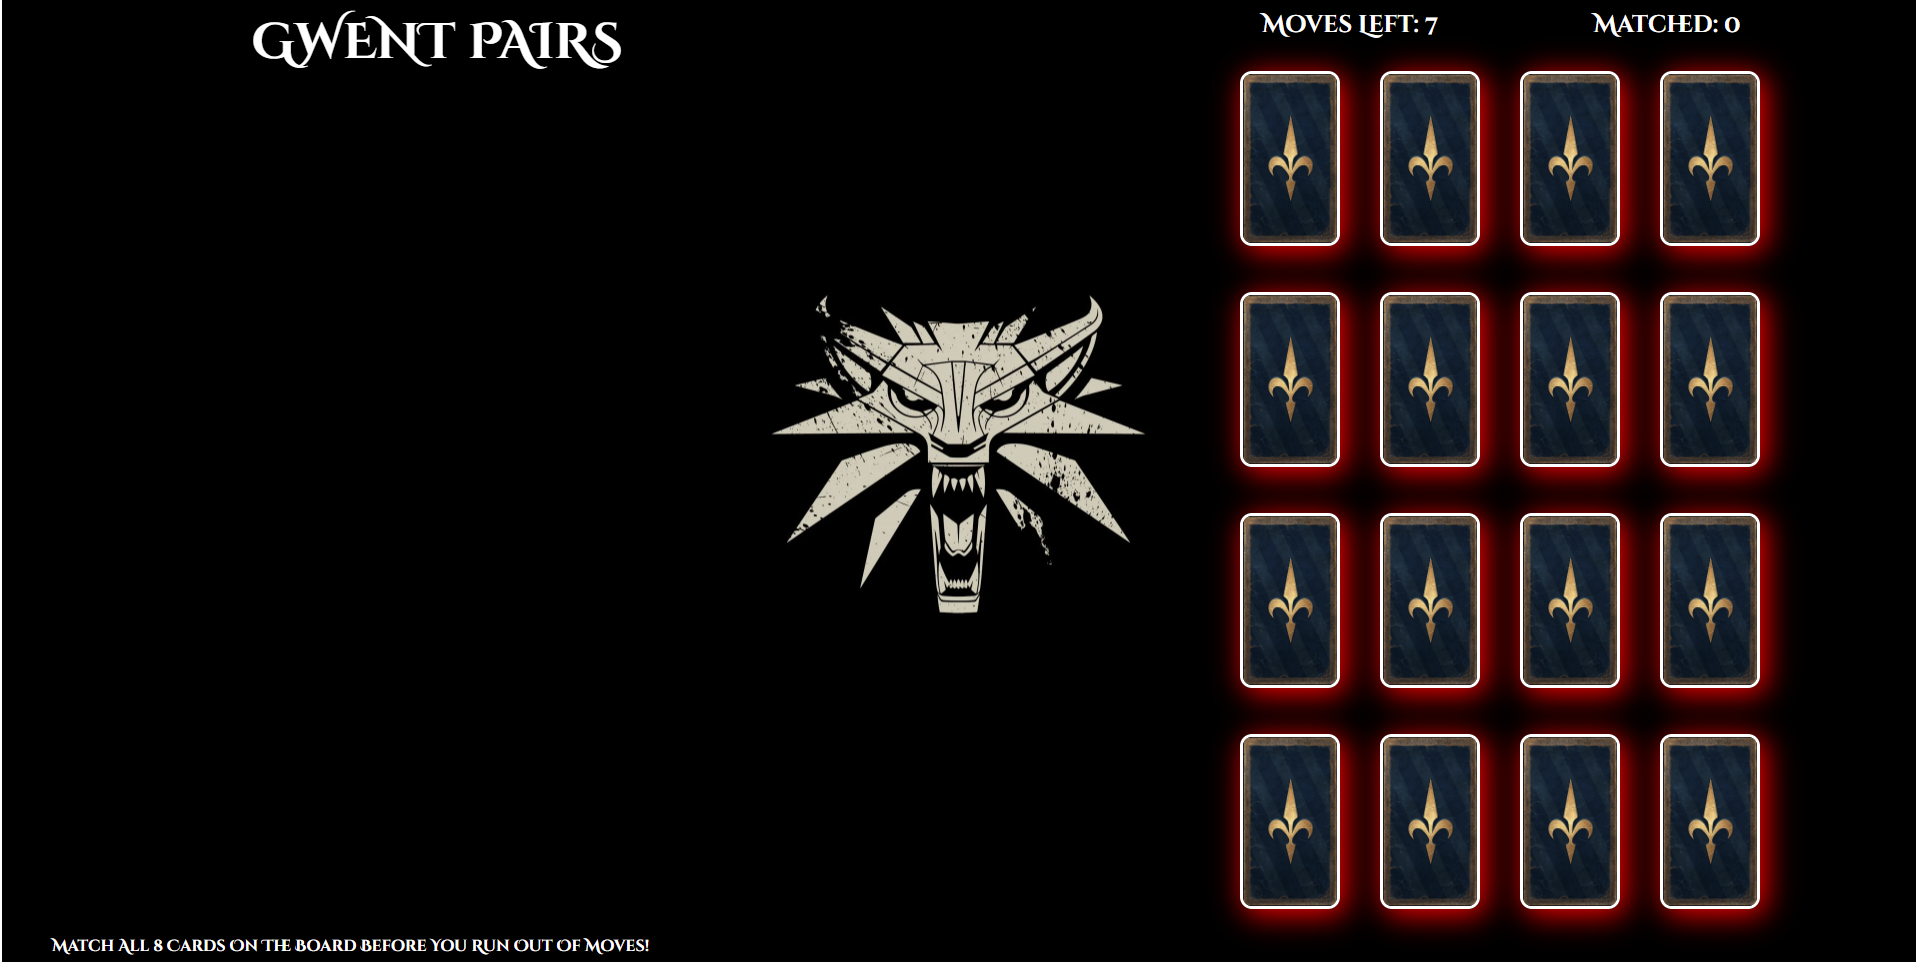 GWENT PAIRS
Moves Left: 7
Matched: 0
Match All 8 Cards On The Board Before You Run Out Of Moves!